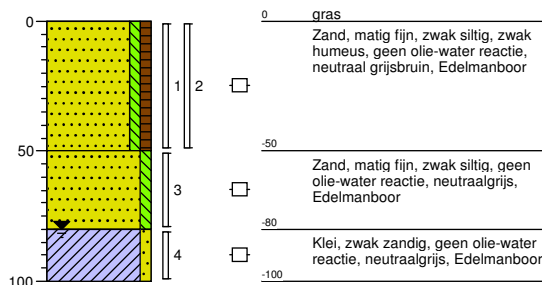 0
50
100
1
2
3
4
0
gras
Zand, matig fijn, zwak siltig, zwak
humeus, geen olie-water reactie,
neutraal grijsbruin, Edelmanboor
-50
Zand, matig fijn, zwak siltig, geen
olie-water reactie, neutraalgrijs,
Edelmanboor
-80
Klei, zwak zandig, geen olie-water
reactie, neutraalgrijs, Edelmanboor
-100